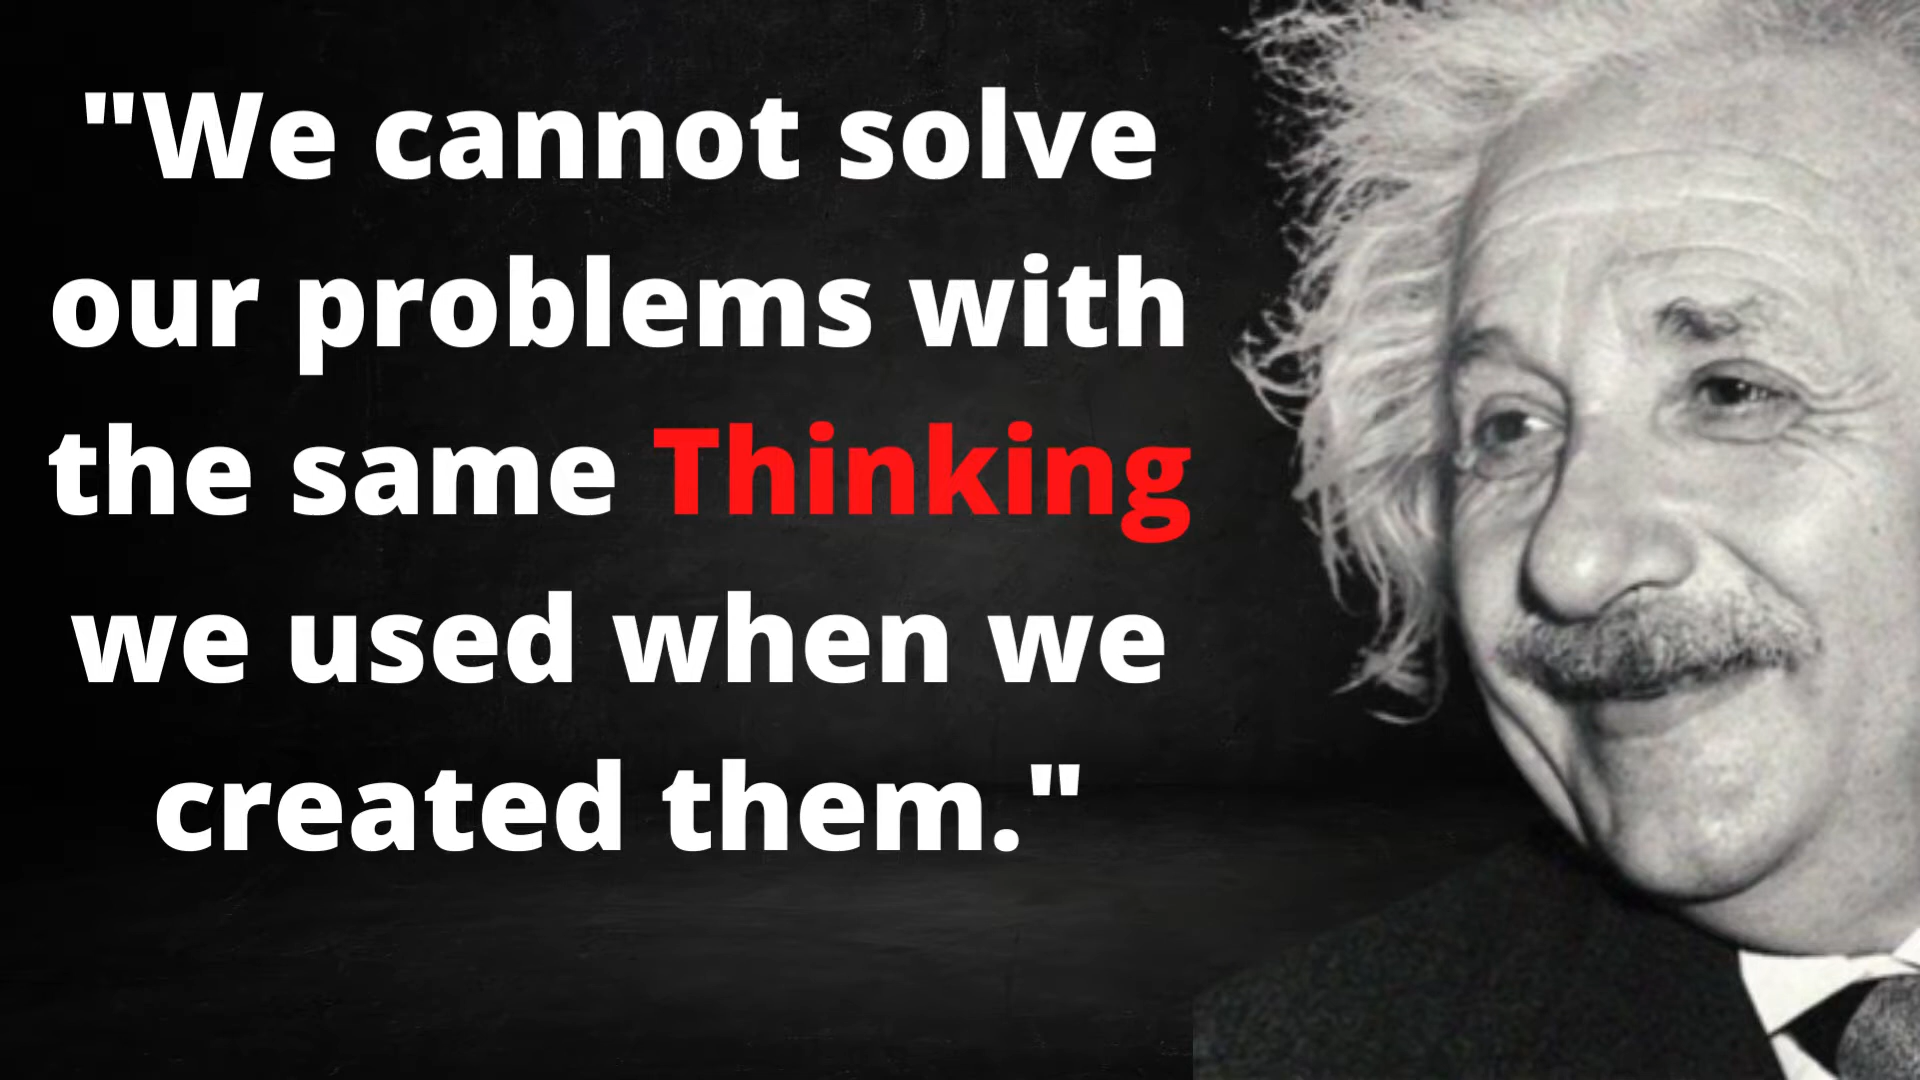 "We cannot solve
our problems with
the same Thinking
we used when we
created them."